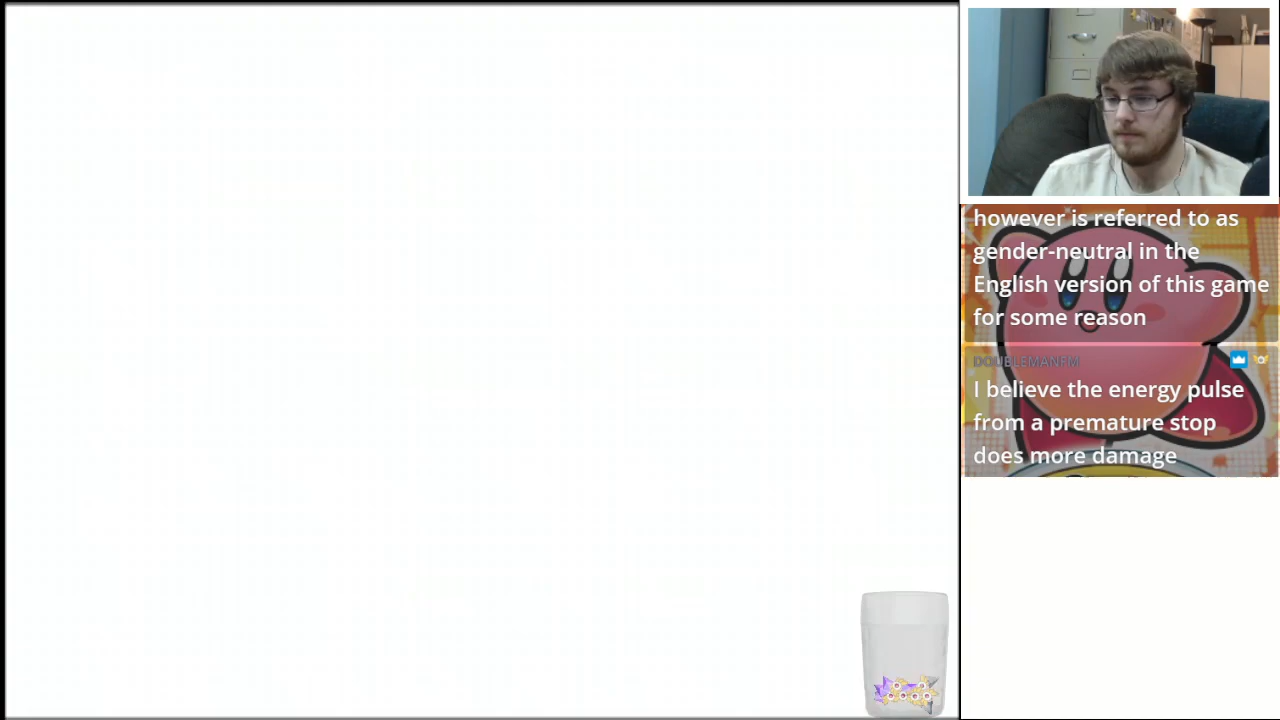 however is referred to as
gender-neutral in the
English version of this game
for some reason
DOUBLEMANFM
I believe the energy pulse
from a premature stop
does more damage